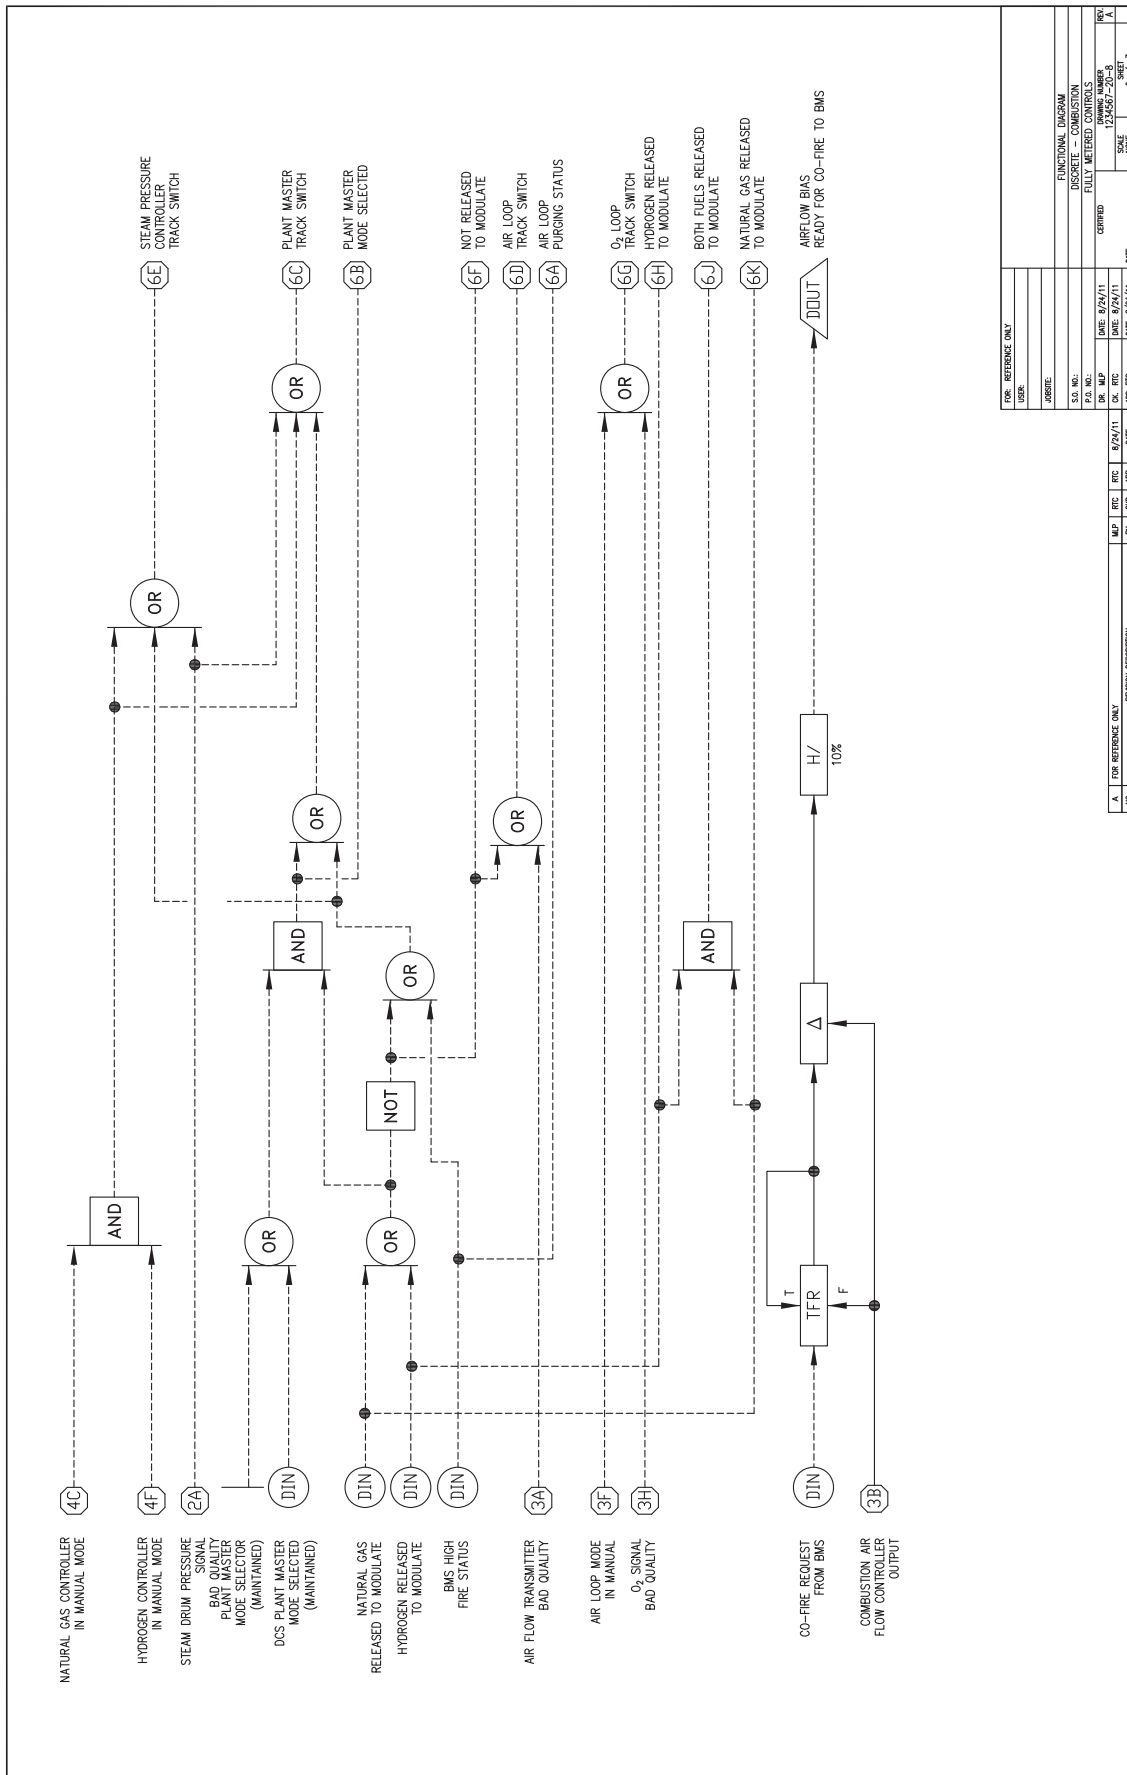 NATURAL GAS CONTROLLER
IN MANUAL MODE
4C
HYDROGEN CONTROLLER
IN MANUAL MODE
4F
STEAM DRUM PRESSURE
SIGNAL
BAD QUALITY
2A
PLANT MASTER
MODE SELECTOR
(MAINTAINED)
DCS PLANT MASTER
MODE SELECTED
(MAINTAINED)
DIN
NATURAL GAS
RELEASED TO MODULATE
DIN
HYDROGEN RELEASED
TO MODULATE
DIN
BMS HIGH
FIRE STATUS
DIN
AIR FLOW TRANSMITTER
BAD QUALITY
3A
AIR LOOP MODE
IN MANUAL
3F
O2 SIGNAL
BAD QUALITY
3H
CO-FIRE REQUEST
FROM BMS
DIN
COMBUSTION AIR
FLOW CONTROLLER
OUTPUT
3B
AND
OR
OR
NOT
AND
OR
OR
OR
OR
OR
AND
OR
TFR
T
F
Δ
H/
10%
DOUT
6E
STEAM PRESSURE
CONTROLLER
TRACK SWITCH
6C
PLANT MASTER
TRACK SWITCH
6B
PLANT MASTER
MODE SELECTED
6F
NOT RELEASED
TO MODULATE
6D
AIR LOOP
TRACK SWITCH
6A
AIR LOOP
PURGING STATUS
6G
O2 LOOP
TRACK SWITCH
6H
HYDROGEN RELEASED
TO MODULATE
6J
BOTH FUELS RELEASED
TO MODULATE
6K
NATURAL GAS RELEASED
TO MODULATE
AIRFLOW BIAS
READY FOR CO-FIRE TO BMS
A FOR REFERENCE ONLY MLP RTC RTC 8/24/11
FOR: REFERENCE ONLY
USER:
JOBSITE:
S.O. NO.:
P.O. NO.:
DR. MLP DATE: 8/24/11
CK. RTC DATE: 8/24/11
CERTIFIED
FUNCTIONAL DIAGRAM
DISCRETE - COMBUSTION
FULLY METERED CONTROLS
DRAWING NUMBER
1234567-20-8
REV.
A
SCALE
SHEET